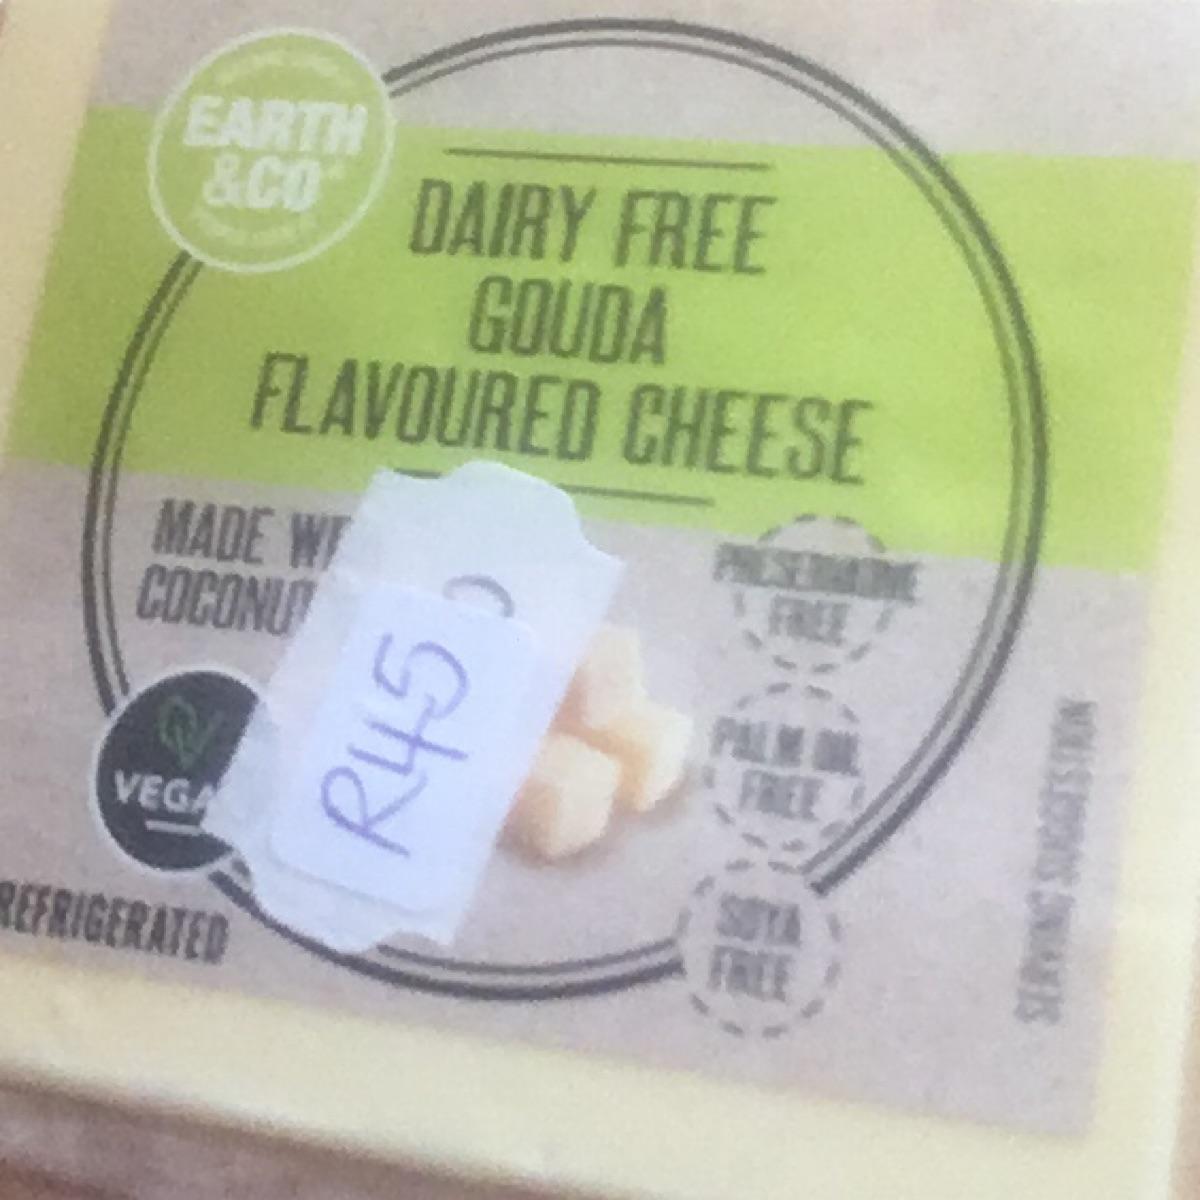 EARTH
&CO
DAIRY FREE
GOUDA
FLAVOURED CHEESE
MADE
COCONU
PRESERVATIVE
FREE
R45
VEGA
PALM OIL
FREE
REFRIGERATED
SOYA
FREE
SERVING SUGGESTION